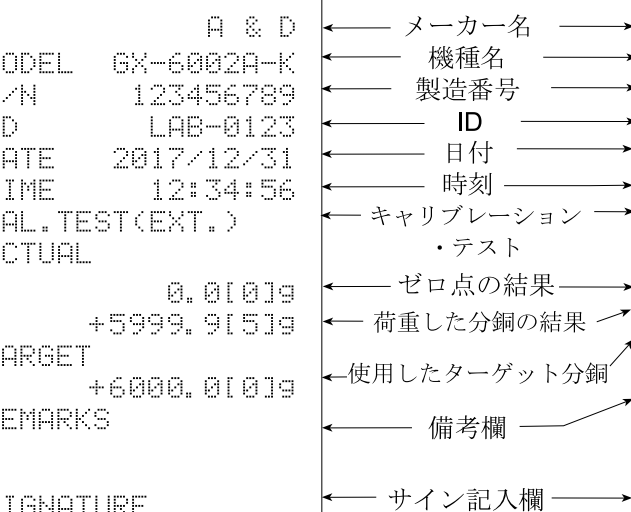 A & D メーカー名
ODEL GX-6002A-K 機種名
/N 123456789 製造番号
D LAB-0123 ID
ATE 2017/12/31 日付
IME 12:34:56 時刻
AL.TEST(EXT.) キャリブレーション
CTUAL ・テスト
0.0[0]g ゼロ点の結果
+5999.9[5]g 荷重した分銅の結果
ARGET
+6000.0[0]g 使用したターゲット分銅
EMARKS 備考欄
IGNATURE サイン記入欄